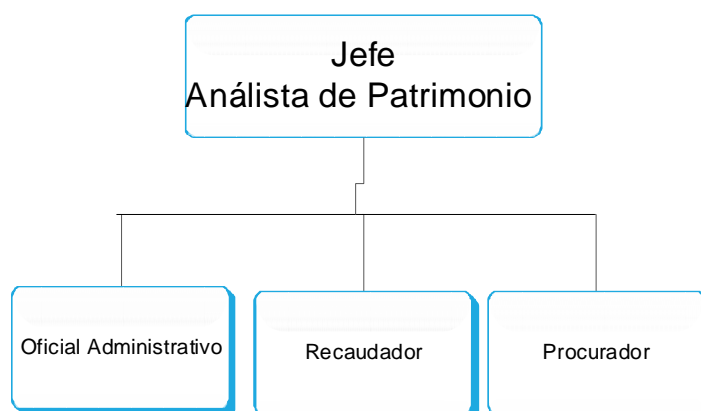 Jefe
Análista de Patrimonio
Oficial Administrativo
Recaudador
Procurador